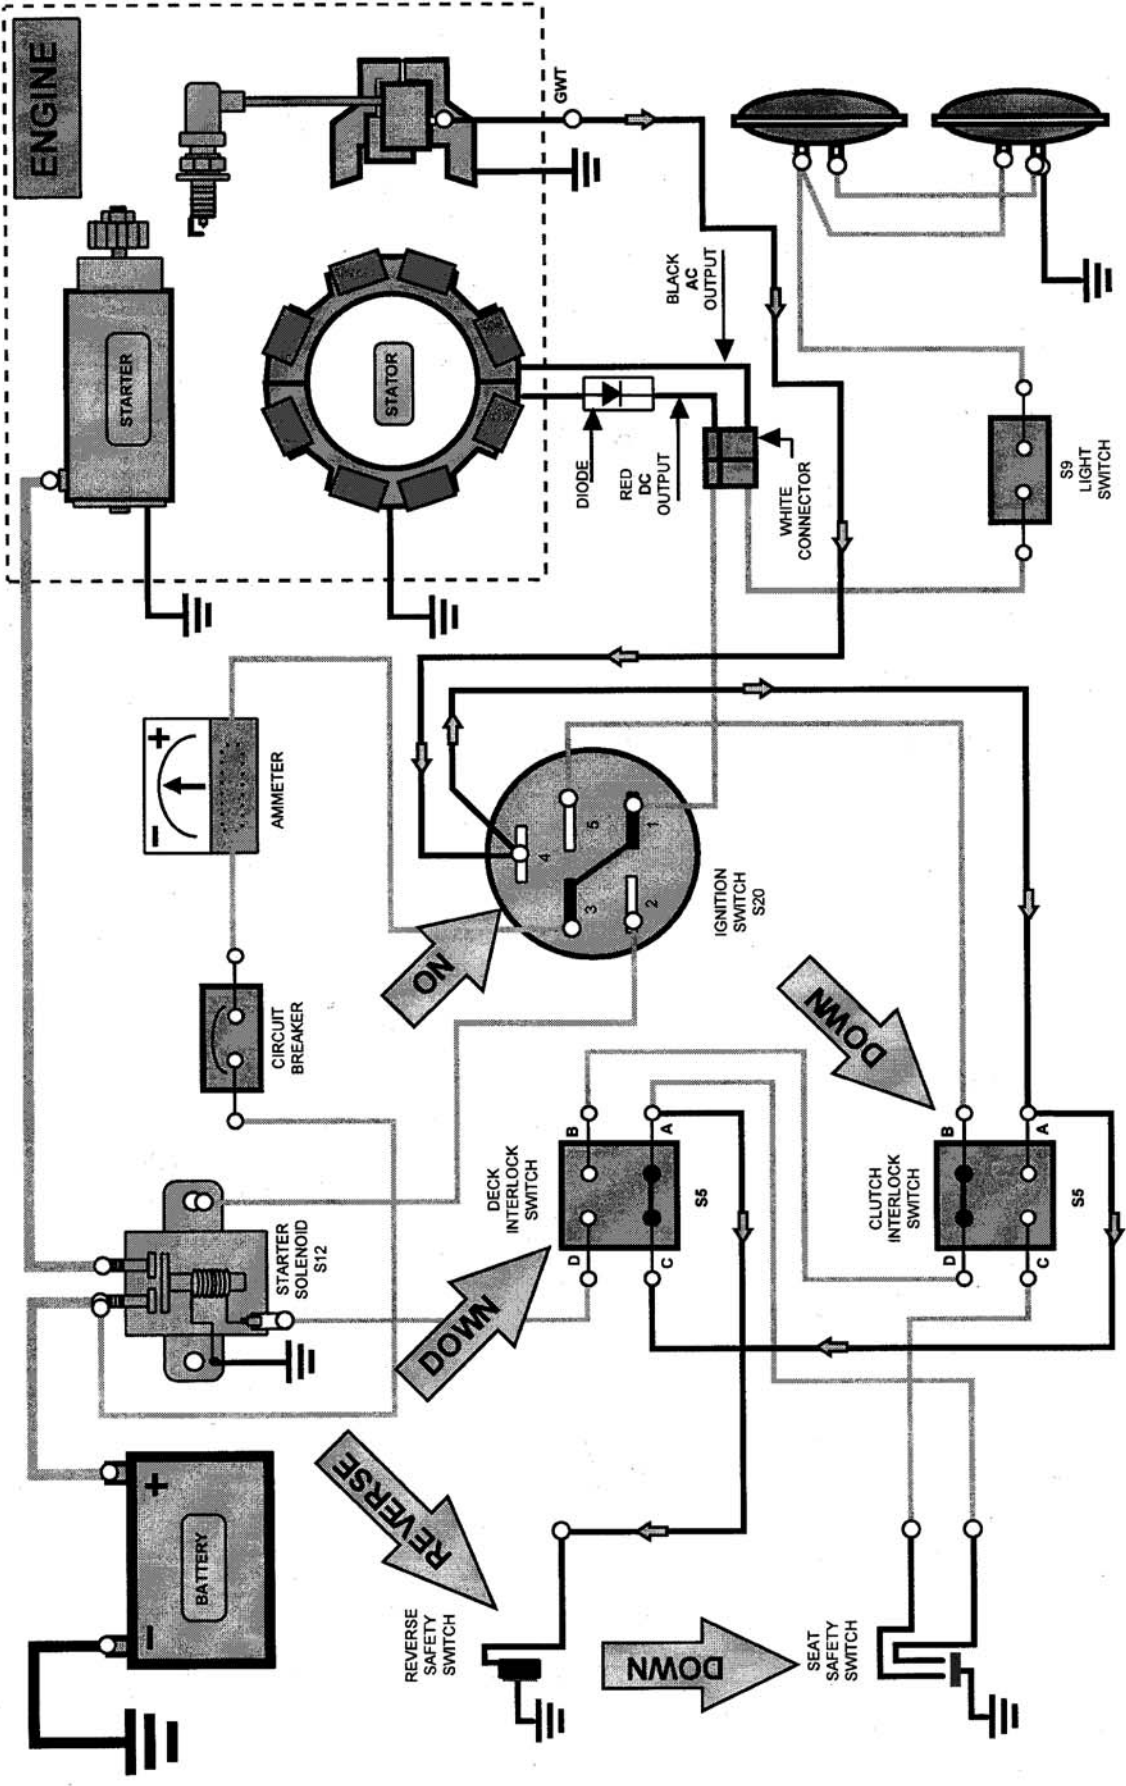 ENGINE
STARTER
GWT
STATOR
BLACK
AC
OUTPUT
DIODE
RED
DC
OUTPUT
WHITE
CONNECTOR
S9
LIGHT
SWITCH
+
−
AMMETER
CIRCUIT
BREAKER
4
5
1
3
2
IGNITION
SWITCH
S20
ON
DOWN
STARTER
SOLENOID
S12
DECK
INTERLOCK
SWITCH
B
A
D
C
S5
DOWN
CLUTCH
INTERLOCK
SWITCH
B
A
D
C
S5
BATTERY
+
−
REVERSE
REVERSE
SAFETY
SWITCH
DOWN
SEAT
SAFETY
SWITCH